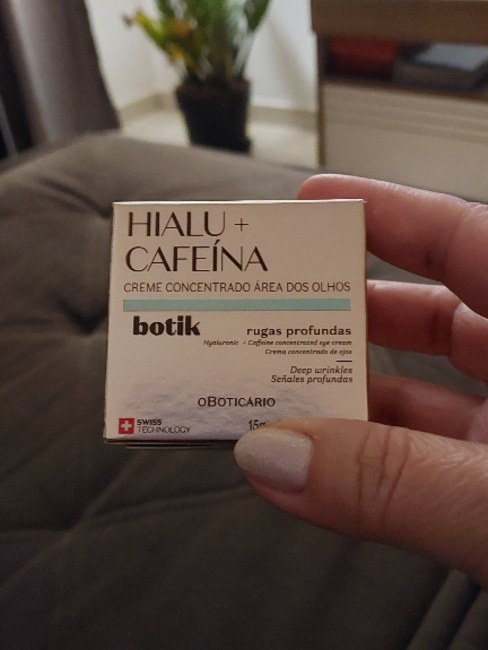 HIALU +
CAFEÍNA
CREME CONCENTRADO ÁREA DOS OLHOS
botik
rugas profundas
Hyaluronic + Caffeine concentrated eye cream
Crema concentrada de ojos
Deep wrinkles
Señales profundas
oBOTICÁRIO
SWISS
TECHNOLOGY
15g